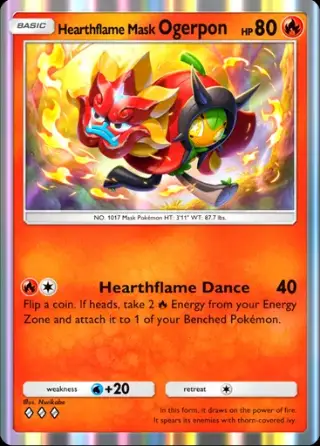 BASIC
Hearthflame Mask Ogerpon HP 80
NO. 1017 Mask Pokémon HT: 3'11" WT: 87.7 lbs.
Hearthflame Dance 40
Flip a coin. If heads, take 2 Energy from your Energy
Zone and attach it to 1 of your Benched Pokémon.
weakness +20 retreat
Illus. Narikabe
In this form, it draws on the power of fire.
It spears its enemies with thorn-covered ivy.